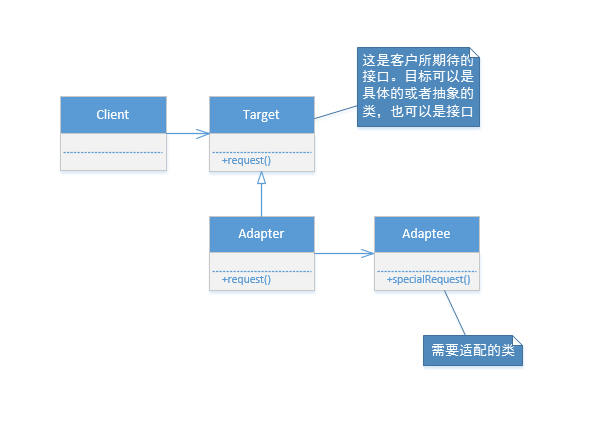 这是客户所期待的
接口。目标可以是
具体的或者抽象的
类，也可以是接口
Client
Target
+request()
Adapter
Adaptee
+request()
+specialRequest()
需要适配的类